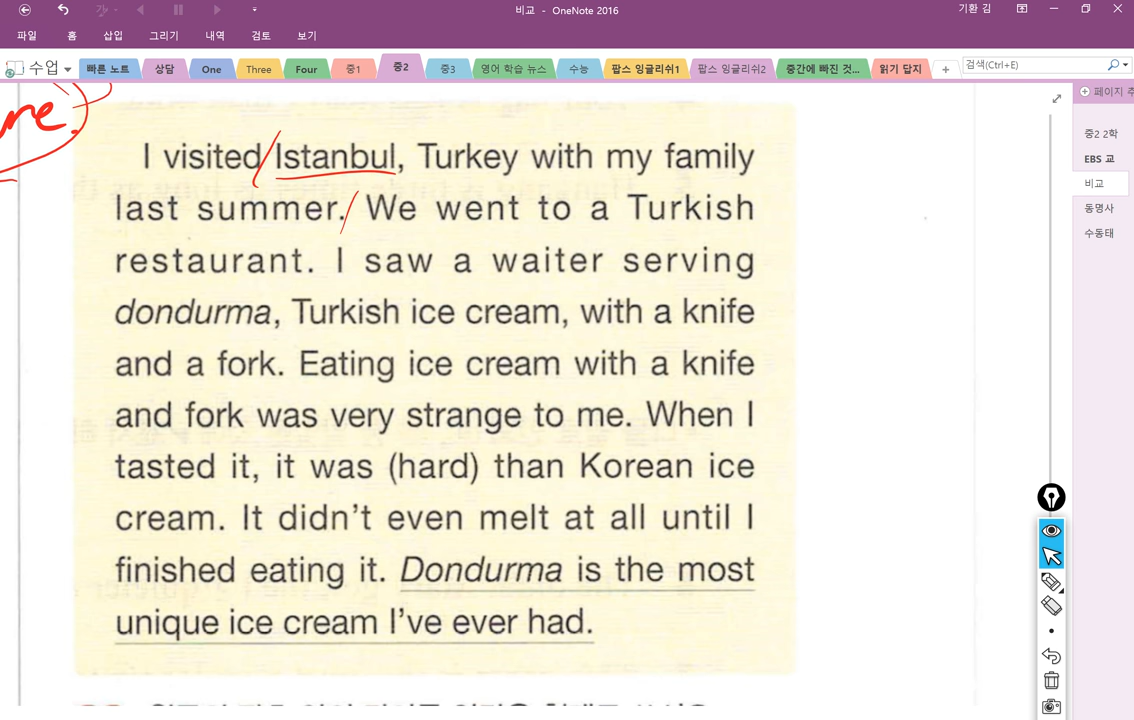 비교 - OneNote 2016
기환 김
파일 홈 삽입 그리기 내역 검토 보기
수업 빠른 노트 상담 One Three Four 중1 중2 중3 영어 학습 뉴스 수능 팝스 잉글리쉬1 팝스 잉글리쉬2 중간에 빠진 것... 읽기 답지 + 검색(Ctrl+E)
페이지 추
중2 2학
EBS 교
비교
동명사
수동태
I visited Istanbul, Turkey with my family
last summer. We went to a Turkish
restaurant. I saw a waiter serving
dondurma, Turkish ice cream, with a knife
and a fork. Eating ice cream with a knife
and fork was very strange to me. When I
tasted it, it was (hard) than Korean ice
cream. It didn't even melt at all until I
finished eating it. Dondurma is the most
unique ice cream I've ever had.